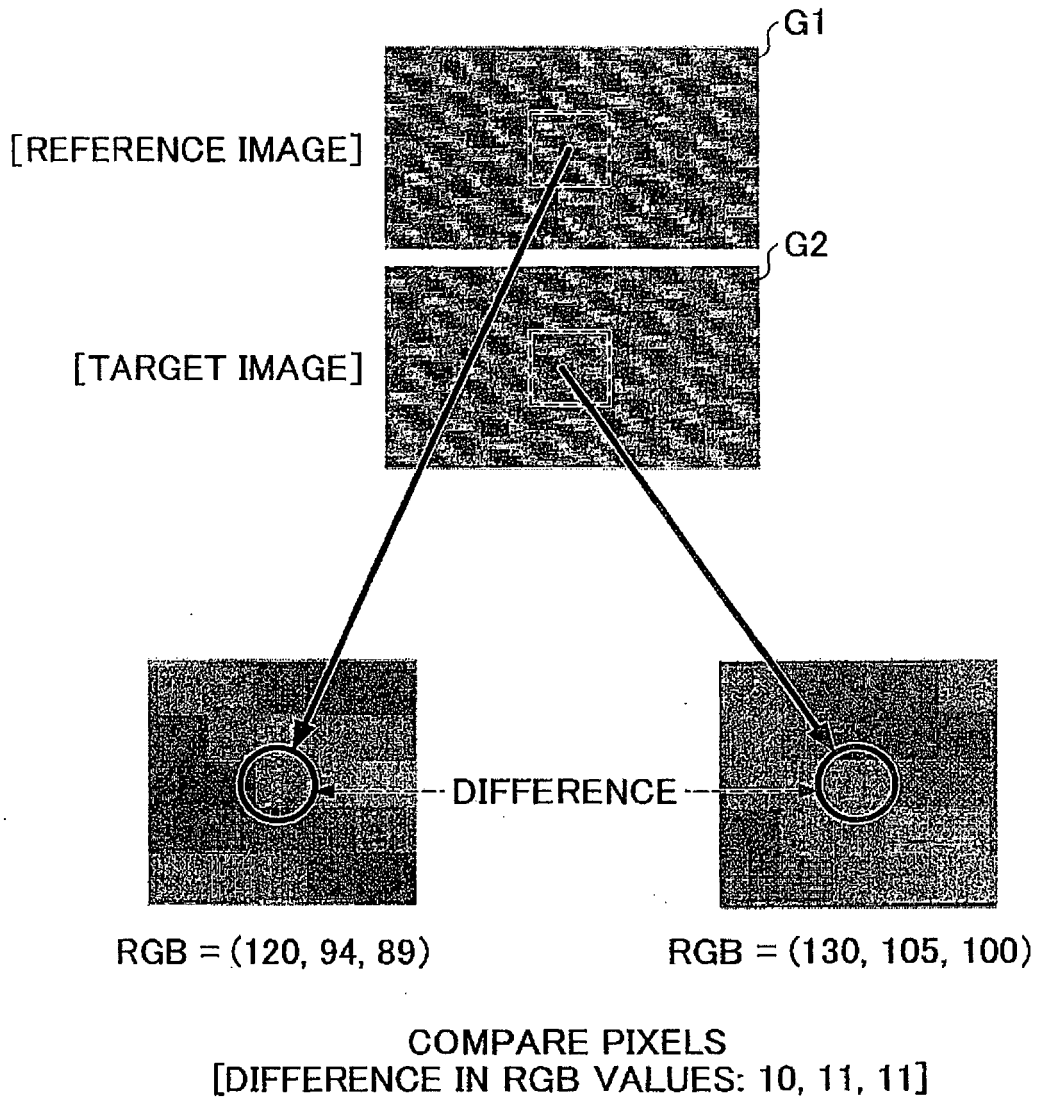 G1
[REFERENCE IMAGE]
G2
[TARGET IMAGE]
DIFFERENCE
RGB = (120, 94, 89)
RGB = (130, 105, 100)
COMPARE PIXELS
[DIFFERENCE IN RGB VALUES: 10, 11, 11]